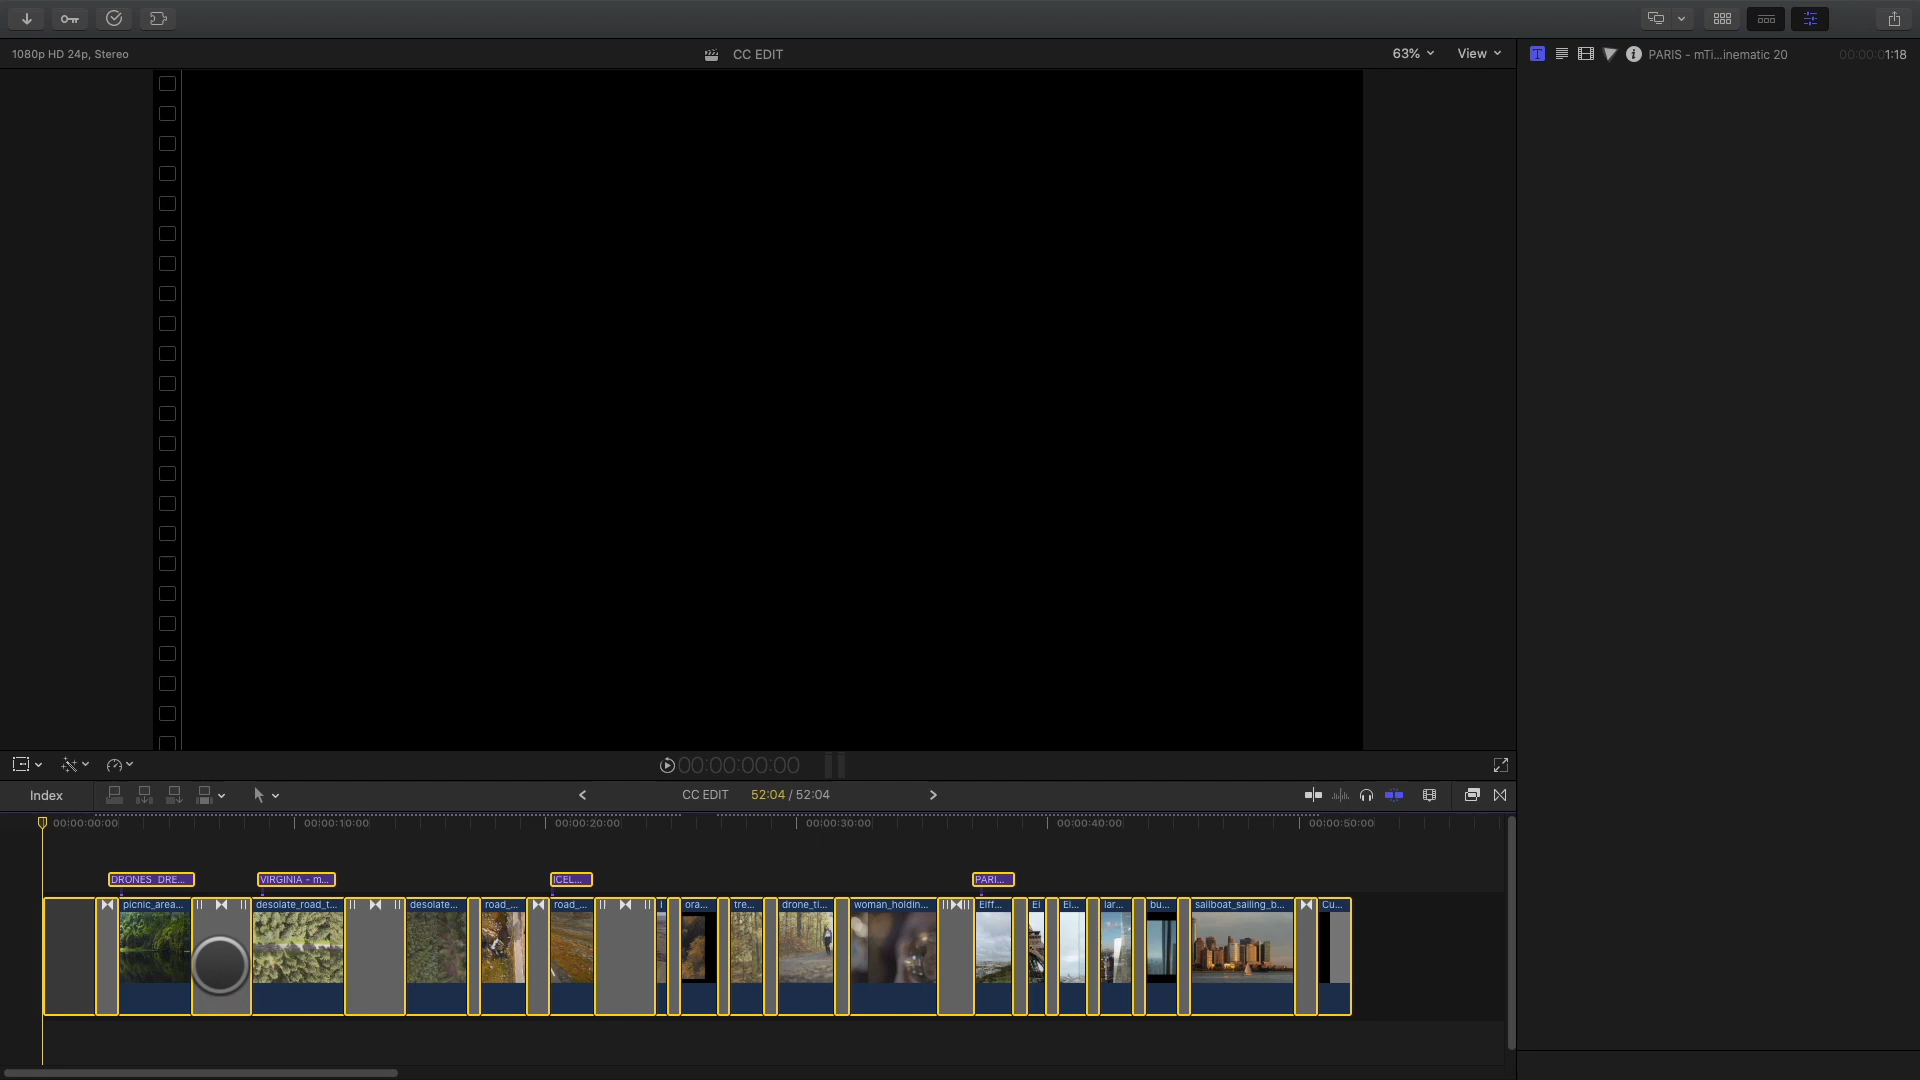 1080p HD 24p, Stereo
CC EDIT
63%
View
PARIS - mTi...inematic 20
00:00:01:18
00:00:00:00
Index
CC EDIT
52:04 / 52:04
00:00:00:00
00:00:10:00
00:00:20:00
00:00:30:00
00:00:40:00
00:00:50:00
DRONES DRE...
VIRGINIA - m...
ICEL...
PARI...
picnic_area...
desolate_road_t...
desolate...
road_...
road_...
l
ora...
tre...
drone_ti...
woman_holdin...
Eiff...
Ei
Ei...
lar...
bu...
sailboat_sailing_b...
Cu...